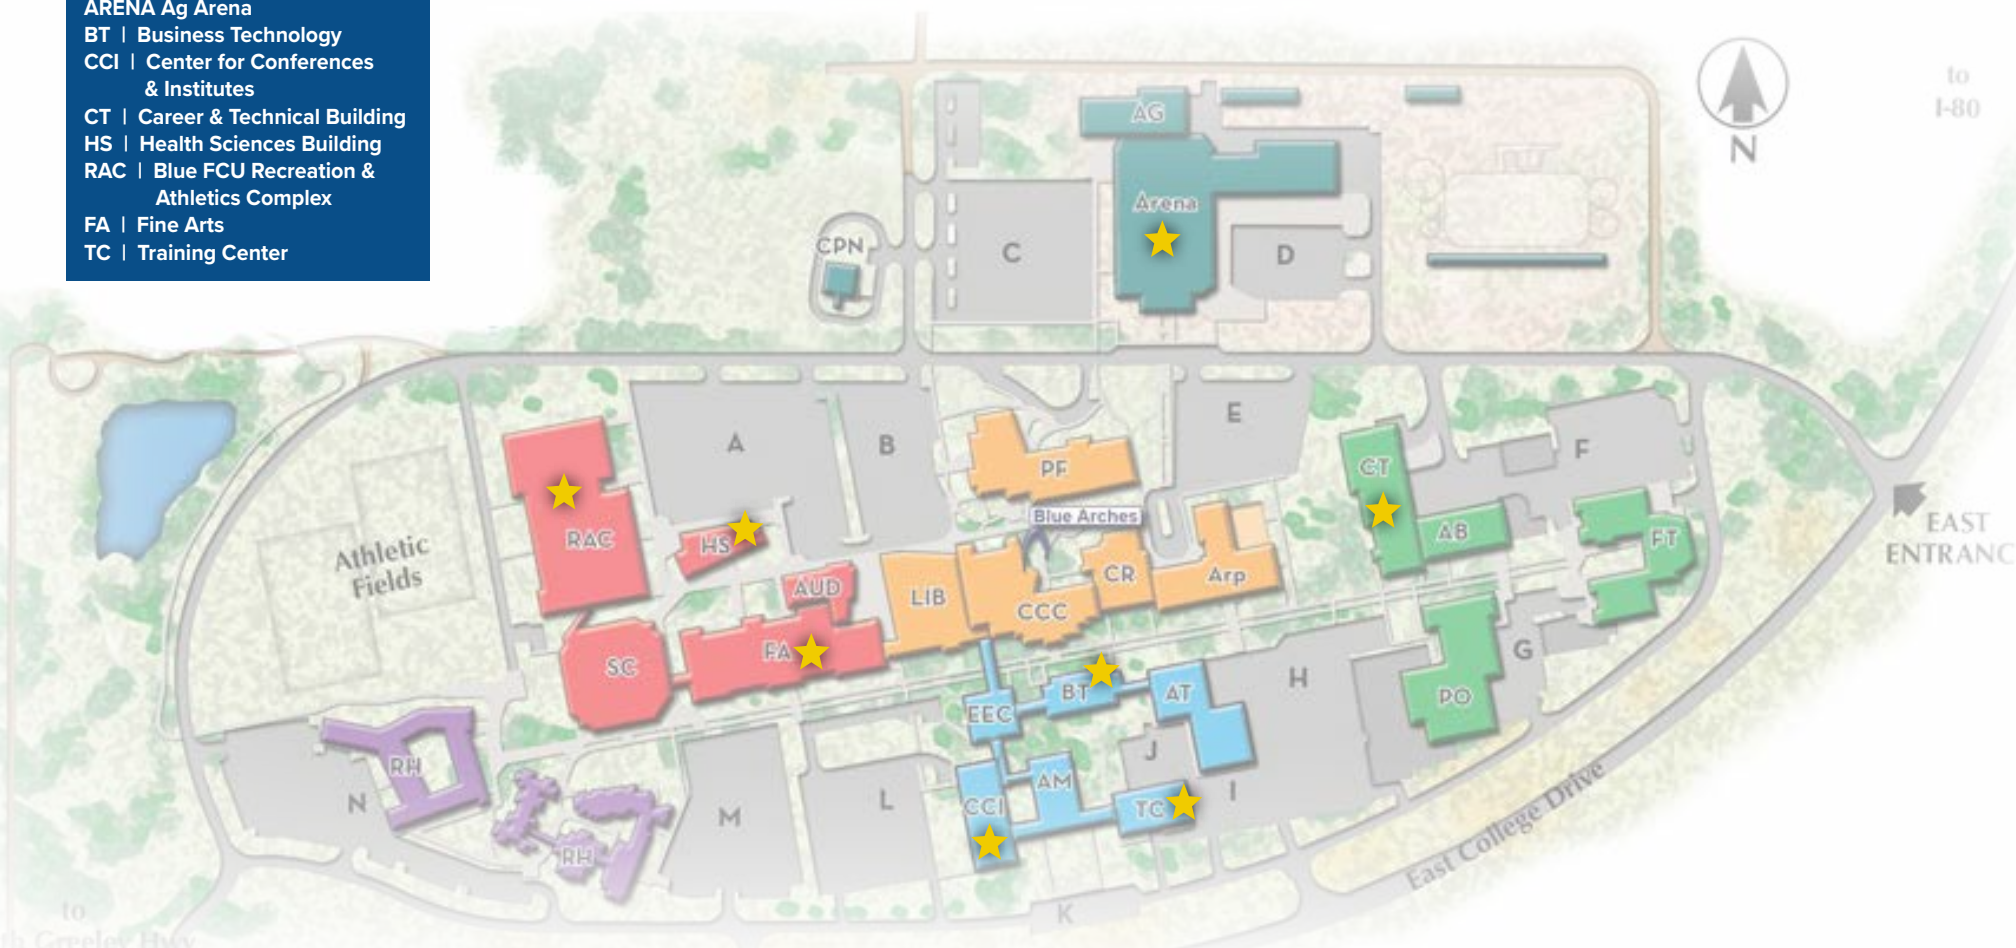 ARENA Ag Arena
BT | Business Technology
CCI | Center for Conferences
& Institutes
CT | Career & Technical Building
HS | Health Sciences Building
RAC | Blue FCU Recreation &
Athletics Complex
FA | Fine Arts
TC | Training Center
to
I-80
N
AG
Arena
CPN
C
D
A
B
E
F
PF
CT
Blue Arches
AB
FT
EAST
ENTRANC
RAC
HS
Athletic
Fields
AUD
LIB
CCC
CR
Arp
SC
FA
BT
AT
H
G
PO
EEC
RH
J
N
AM
CCI
TC
I
M
L
RH
East College Drive
K
to
th Greeley Hwy